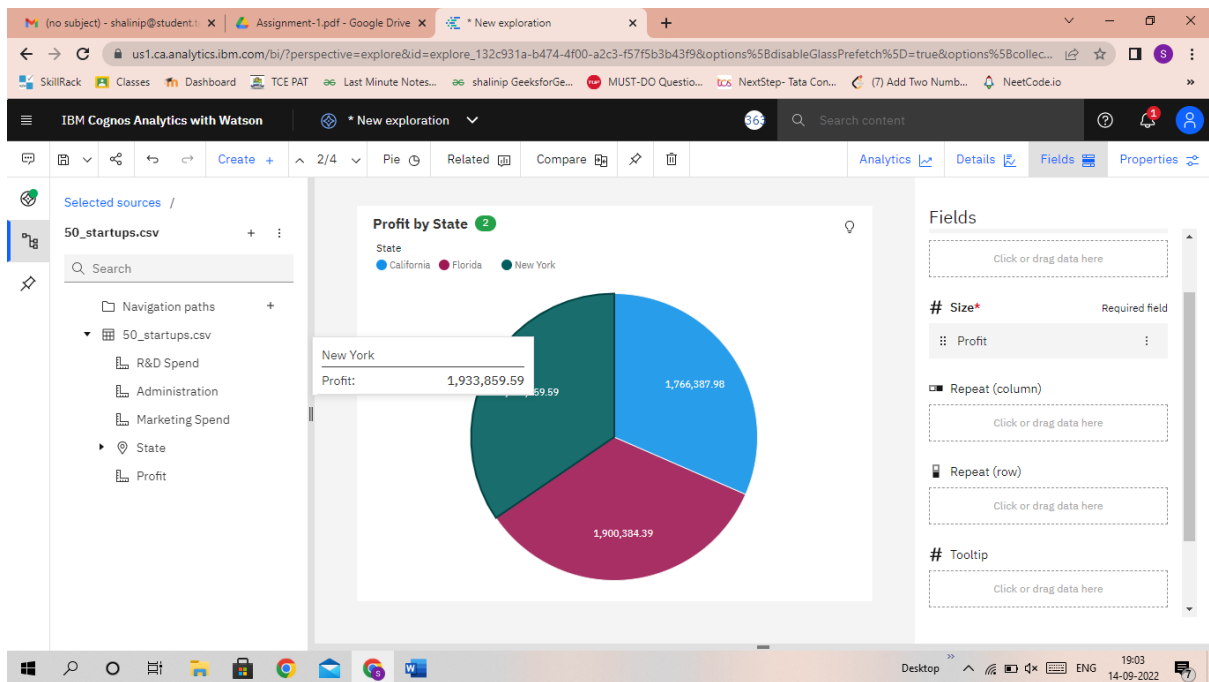 (no subject) - shalinip@student.t
Assignment-1.pdf - Google Drive
* New exploration
us1.ca.analytics.ibm.com/bi/?perspective=explore&id=explore_132c931a-b474-4f00-a2c3-f57f5b3b43f9&options%5BdisableGlassPrefetch%5D=true&options%5Bcollec...
S
SkillRack
Classes
Dashboard
TCE PAT
Last Minute Notes...
shalinip GeeksforGe...
MUST-DO Questio...
NextStep- Tata Con...
(7) Add Two Numb...
NeetCode.io
IBM Cognos Analytics with Watson
* New exploration
363
Search content
1
Create +
2/4
Pie
Related
Compare
Analytics
Details
Fields
Properties
Selected sources /
50_startups.csv
Search
Navigation paths
50_startups.csv
R&D Spend
Administration
Marketing Spend
State
Profit
Profit by State 2
State
California Florida New York
New York
Profit: 1,933,859.59
59.59
1,766,387.98
1,900,384.39
Fields
Click or drag data here
# Size* Required field
Profit
Repeat (column)
Click or drag data here
Repeat (row)
Click or drag data here
# Tooltip
Click or drag data here
Desktop
ENG
19:03
14-09-2022
7